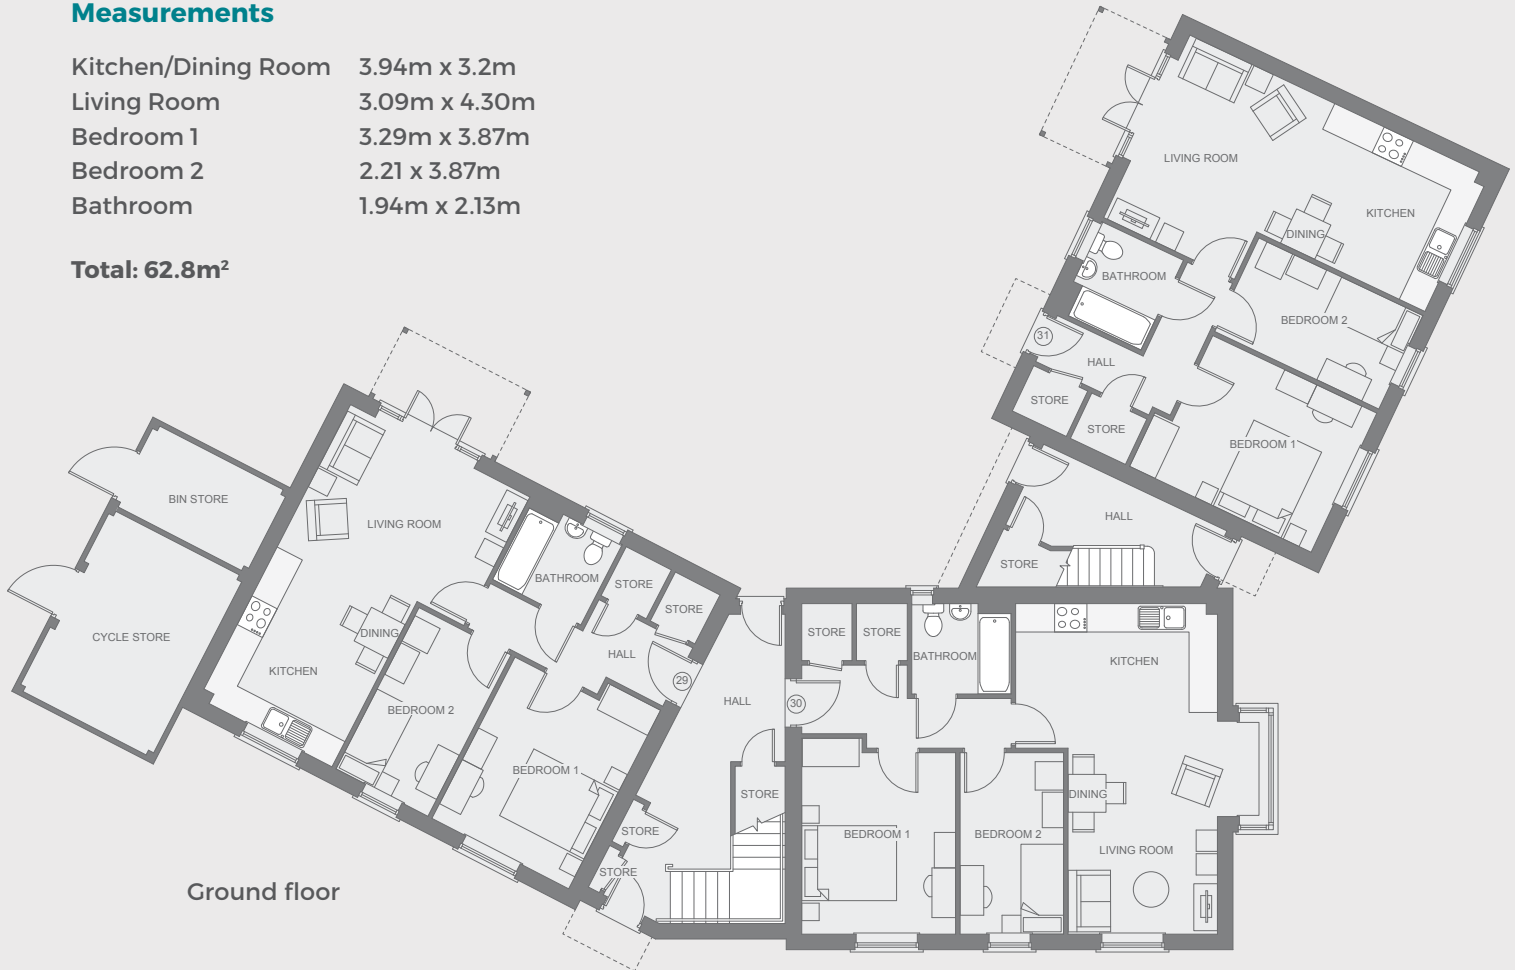 Measurements
Kitchen/Dining Room 3.94m x 3.2m
Living Room 3.09m x 4.30m
Bedroom 1 3.29m x 3.87m
Bedroom 2 2.21 x 3.87m
Bathroom 1.94m x 2.13m
Total: 62.8m²
LIVING ROOM
KITCHEN
DINING
BATHROOM
BEDROOM 2
31
HALL
STORE
STORE
BEDROOM 1
HALL
STORE
BIN STORE
CYCLE STORE
LIVING ROOM
BATHROOM
STORE
STORE
DINING
KITCHEN
HALL
29
BEDROOM 2
BEDROOM 1
HALL
STORE
STORE
STORE
30
STORE
STORE
BATHROOM
KITCHEN
DINING
BEDROOM 1
BEDROOM 2
LIVING ROOM
Ground floor